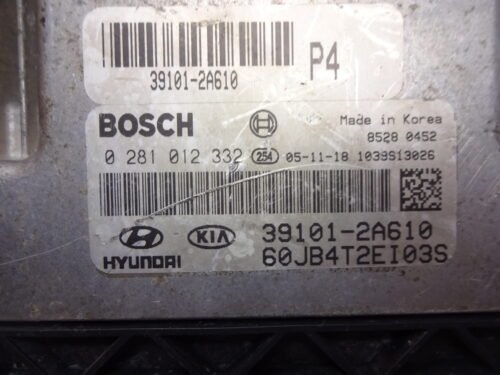 39101-2A610
P4
BOSCH
Made in Korea
8528 0452
0 281 012 332 254 05-11-18 1039S13026
HYUNDAI KIA 39101-2A610
60JB4T2EI03S